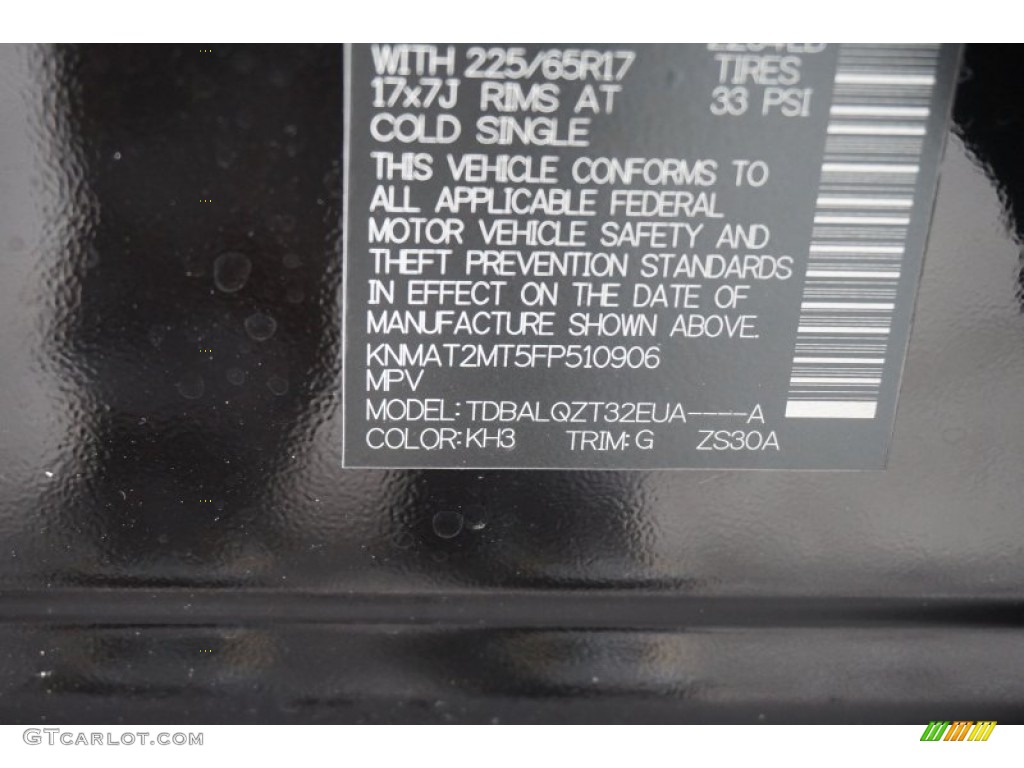 WITH 225/65R17 TIRES
17x7J RIMS AT 33 PSI
COLD SINGLE
THIS VEHICLE CONFORMS TO
ALL APPLICABLE FEDERAL
MOTOR VEHICLE SAFETY AND
THEFT PREVENTION STANDARDS
IN EFFECT ON THE DATE OF
MANUFACTURE SHOWN ABOVE.
KNMAT2MT5FP510906
MPV
MODEL:TDBALQZT32EUA----A
COLOR:KH3 TRIM:G ZS30A
GTCARLOT.COM